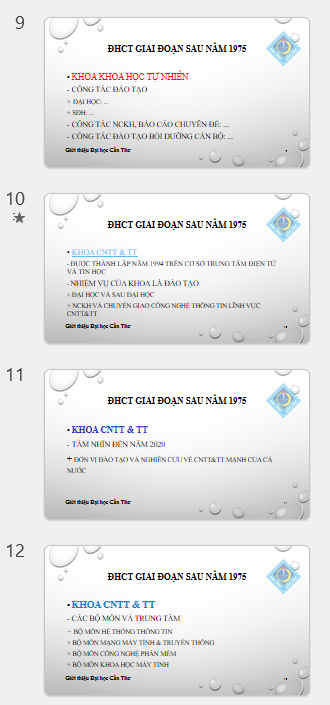 9
ĐHCT GIAI ĐOẠN SAU NĂM 1975
• KHOA KHOA HỌC TỰ NHIÊN
- CÔNG TÁC ĐÀO TẠO
+ ĐẠI HỌC: ...
+ SĐH: ...
- CÔNG TÁC NCKH, BÁO CÁO CHUYÊN ĐỀ: ...
- CÔNG TÁC ĐÀO TẠO BỒI DƯỠNG CÁN BỘ: ...
Giới thiệu Đại học Cần Thơ
10
ĐHCT GIAI ĐOẠN SAU NĂM 1975
• KHOA CNTT & TT
- ĐƯỢC THÀNH LẬP NĂM 1994 TRÊN CƠ SỞ TRUNG TÂM ĐIỆN TỬ
VÀ TIN HỌC
- NHIỆM VỤ CỦA KHOA LÀ ĐÀO TẠO
+ ĐẠI HỌC VÀ SAU ĐẠI HỌC
+ NCKH VÀ CHUYỂN GIAO CÔNG NGHỆ THÔNG TIN LĨNH VỰC
CNTT&TT
Giới thiệu Đại học Cần Thơ
11
ĐHCT GIAI ĐOẠN SAU NĂM 1975
• KHOA CNTT & TT
- TẦM NHÌN ĐẾN NĂM 2020
+ ĐƠN VỊ ĐÀO TẠO VÀ NGHIÊN CỨU VỀ CNTT&TT MẠNH CỦA CẢ
NƯỚC
Giới thiệu Đại học Cần Thơ
12
ĐHCT GIAI ĐOẠN SAU NĂM 1975
• KHOA CNTT & TT
- CÁC BỘ MÔN VÀ TRUNG TÂM
+ BỘ MÔN HỆ THỐNG THÔNG TIN
+ BỘ MÔN MẠNG MÁY TÍNH & TRUYỀN THÔNG
+ BỘ MÔN CÔNG NGHỆ PHẦN MỀM
+ BỘ MÔN KHOA HỌC MÁY TÍNH
Giới thiệu Đại học Cần Thơ